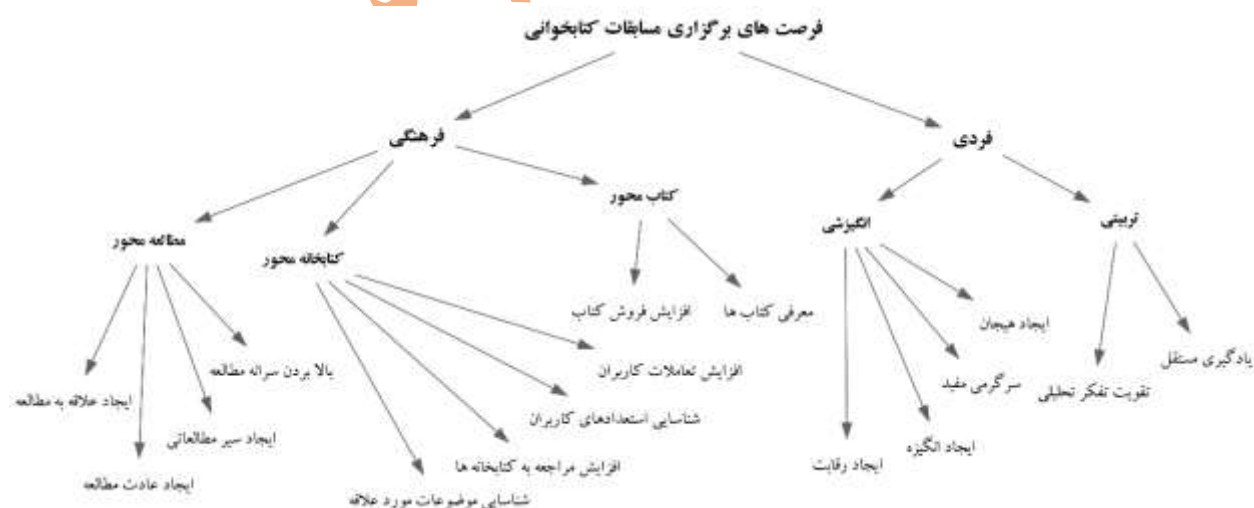 فرصت های برگزاری مسابقات کتابخوانی
فردی
فرهنگی
تربیتی
انگیزشی
کتاب محور
کتابخانه محور
مطالعه محور
یادگیری مستقل
تقویت تفکر تحلیلی
ایجاد هیجان
سرگرمی مفید
ایجاد انگیزه
ایجاد رقابت
معرفی کتاب ها
افزایش فروش کتاب
افزایش تعاملات کاربران
شناسایی استعدادهای کاربران
افزایش مراجعه به کتابخانه ها
شناسایی موضوعات مورد علاقه
بالا بردن سرانه مطالعه
ایجاد سیر مطالعاتی
ایجاد عادت مطالعه
ایجاد علاقه به مطالعه